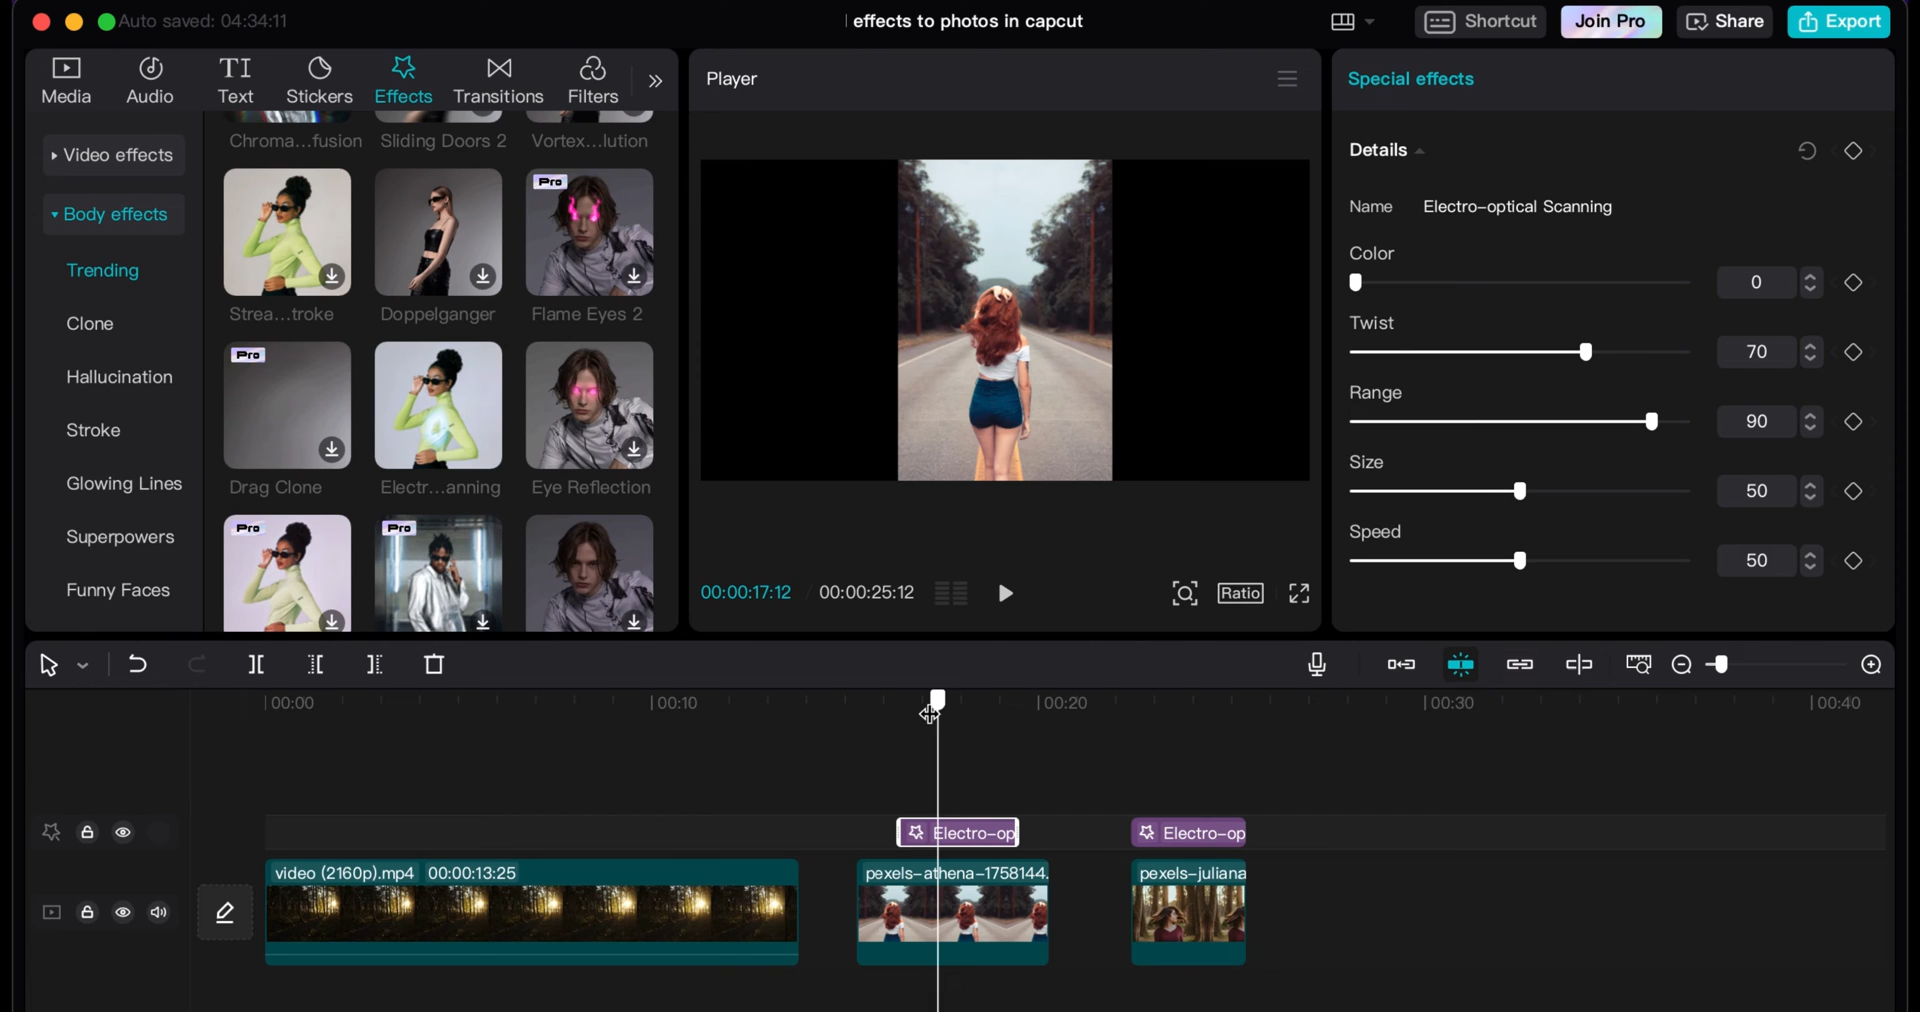 Auto saved: 04:34:11
effects to photos in capcut
Shortcut
Join Pro
Share
Export
Media
Audio
TI
Text
Stickers
Effects
Transitions
Filters
Video effects
Body effects
Trending
Clone
Hallucination
Stroke
Glowing Lines
Superpowers
Funny Faces
Chroma...fusion
Sliding Doors 2
Vortex...lution
Pro
Strea...troke
Doppelganger
Flame Eyes 2
Pro
Drag Clone
Electr...anning
Eye Reflection
Pro
Pro
Player
00:00:17:12 / 00:00:25:12
Ratio
Special effects
Details
Name Electro-optical Scanning
Color
0
Twist
70
Range
90
Size
50
Speed
50
00:00
00:10
00:20
00:30
00:40
Electro-op
Electro-op
video (2160p).mp4 00:00:13:25
pexels-athena-1758144.
pexels-juliana